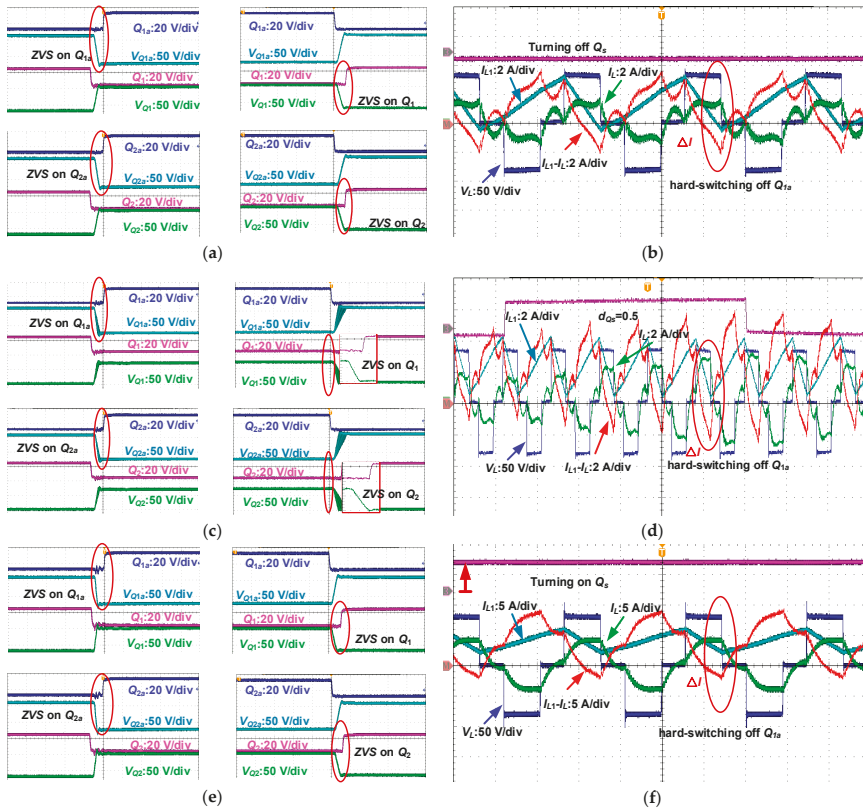 Q1a:20 V/div
ZVS on Q1a
VQ1a:50 V/div
Q1:20 V/div
VQ1:50 V/div
Q1a:20 V/div
VQ1a:50 V/div
Q1:20 V/div
VQ1:50 V/div
ZVS on Q1
Q2a:20 V/div
ZVS on Q2a
VQ2a:50 V/div
Q2:20 V/div
VQ2:50 V/div
Q2a:20 V/div
VQ2a:50 V/div
Q2:20 V/div
VQ2:50 V/div
ZVS on Q2
(a)
T
Turning off Qs
IL1:2 A/div
IL:2 A/div
ΔI
IL1-IL:2 A/div
VL:50 V/div
hard-switching off Q1a
(b)
Q1a:20 V/div
ZVS on Q1a
VQ1a:50 V/div
Q1:20 V/div
VQ1:50 V/div
Q1a:20 V/div
VQ1a:50 V/div
Q1:20 V/div
ZVS on Q1
VQ1:50 V/div
Q2a:20 V/div
ZVS on Q2a
VQ2a:50 V/div
Q2:20 V/div
VQ2:50 V/div
Q2a:20 V/div
VQ2a:50 V/div
Q2:20 V/div
ZVS on Q2
VQ2:50 V/div
(c)
T
IL1:2 A/div
dQs=0.5
IL:2 A/div
ΔI
VL:50 V/div
IL1-IL:2 A/div
hard-switching off Q1a
(d)
Q1a:20 V/div
ZVS on Q1a
VQ1a:50 V/div
Q1:20 V/div
VQ1:50 V/div
Q1a:20 V/div
VQ1a:50 V/div
Q1:20 V/div
VQ1:50 V/div
ZVS on Q1
Q2a:20 V/div
ZVS on Q2a
VQ2a:50 V/div
Q2:20 V/div
VQ2:50 V/div
Q2a:20 V/div
VQ2a:50 V/div
Q2:20 V/div
ZVS on Q2
VQ2:50 V/div
(e)
T
Turning on Qs
IL1:5 A/div
IL:5 A/div
ΔI
IL1-IL:5 A/div
VL:50 V/div
hard-switching off Q1a
(f)